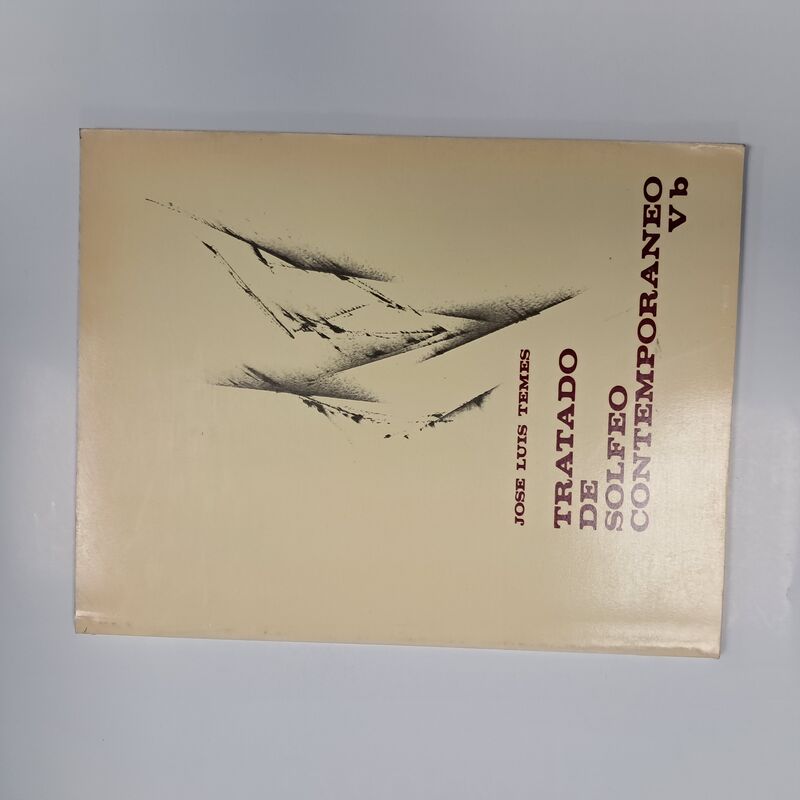 JOSE LUIS TEMES
TRATADO
DE
SOLFEO
CONTEMPORANEO
V b